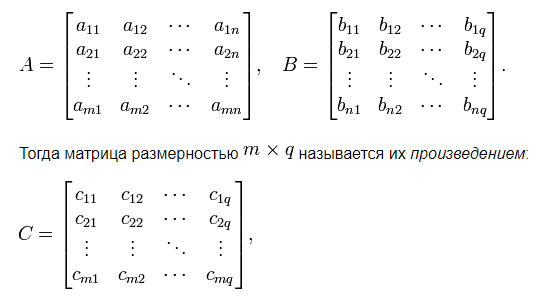 A = [a₁₁ a₁₂ ⋯ a₁ₙ; a₂₁ a₂₂ ⋯ a₂ₙ; ⋮ ⋮ ⋱ ⋮; aₘ₁ aₘ₂ ⋯ aₘₙ], B = [b₁₁ b₁₂ ⋯ b₁q; b₂₁ b₂₂ ⋯ b₂q; ⋮ ⋮ ⋱ ⋮; bₙ₁ bₙ₂ ⋯ bₙq].
Тогда матрица размерностью m × q называется их произведением:
C = [c₁₁ c₁₂ ⋯ c₁q; c₂₁ c₂₂ ⋯ c₂q; ⋮ ⋮ ⋱ ⋮; cₘ₁ cₘ₂ ⋯ cₘq],